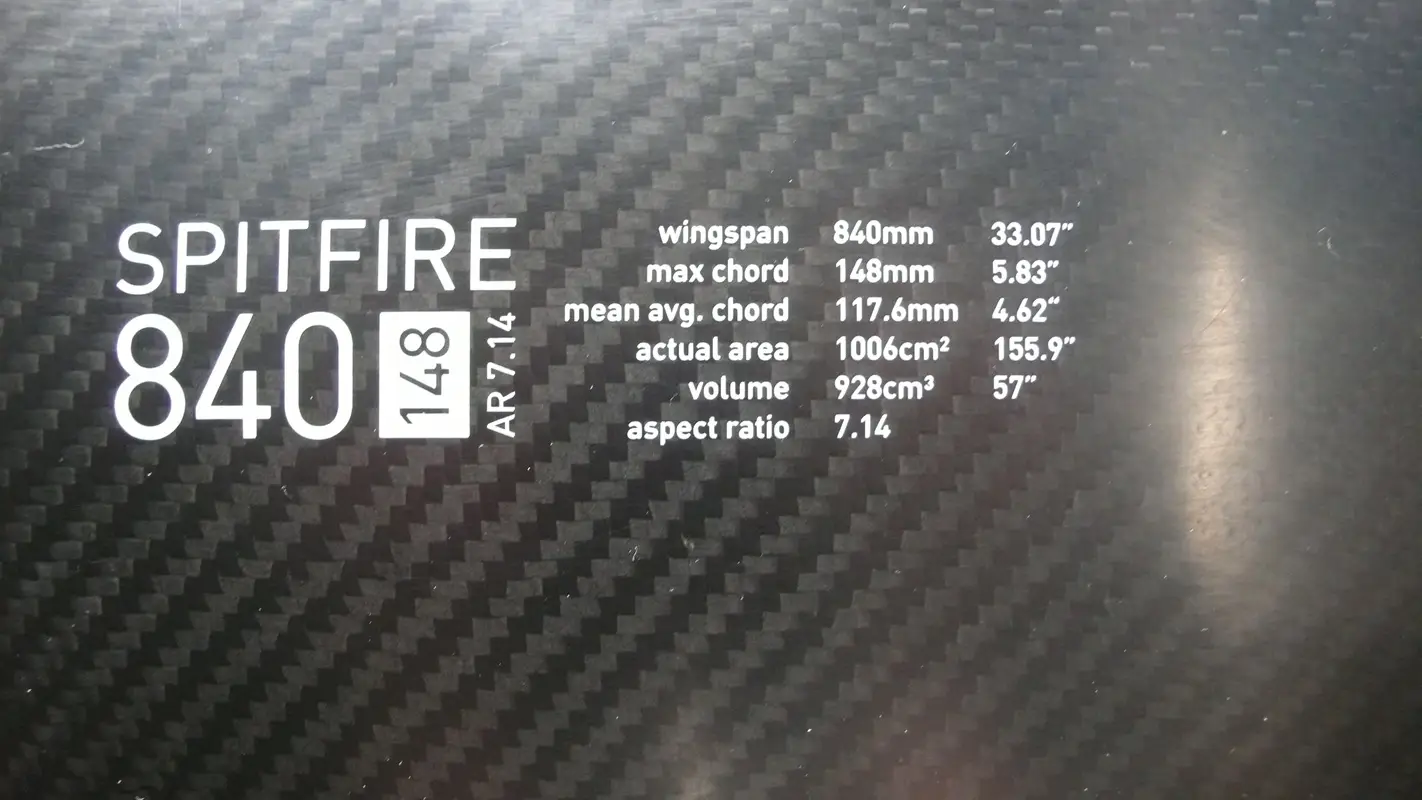 SPITFIRE
840 148 AR 7.14
wingspan 840mm 33.07”
max chord 148mm 5.83”
mean avg. chord 117.6mm 4.62“
actual area 1006cm² 155.9”
volume 928cm³ 57”
aspect ratio 7.14